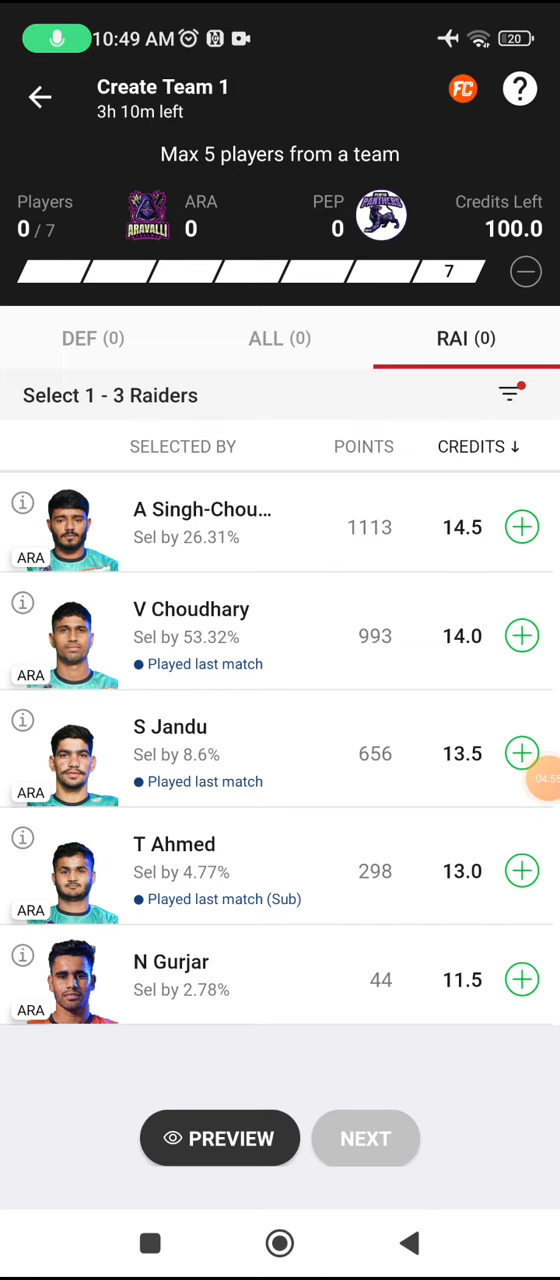 10:49 AM
20
Create Team 1
3h 10m left
FC
?
Max 5 players from a team
Players
ARA
PEP
Credits Left
0 / 7
ARAVALLI
0
0
PANTHERS
100.0
7
DEF (0)
ALL (0)
RAI (0)
Select 1 - 3 Raiders
SELECTED BY
POINTS
CREDITS ↓
A Singh-Chou...
Sel by 26.31%
1113
14.5
ARA
V Choudhary
Sel by 53.32%
Played last match
993
14.0
ARA
S Jandu
Sel by 8.6%
Played last match
656
13.5
ARA
04:55
T Ahmed
Sel by 4.77%
Played last match (Sub)
298
13.0
ARA
N Gurjar
Sel by 2.78%
44
11.5
ARA
PREVIEW
NEXT